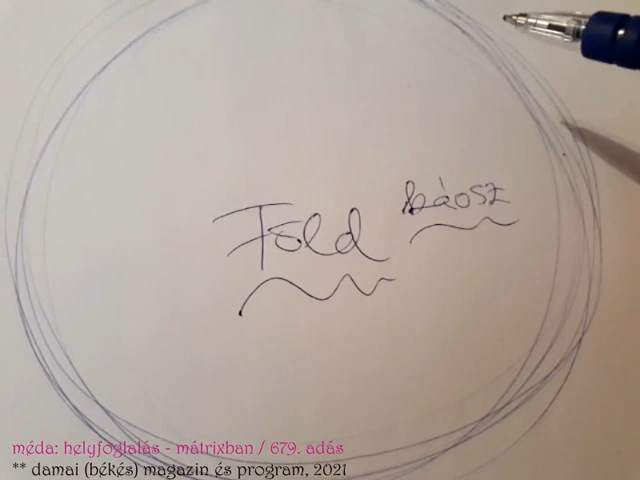 káosz
Föld
méda: helyfoglalás - mátrixban / 679. adás
** damai (békés) magazin és program, 2021